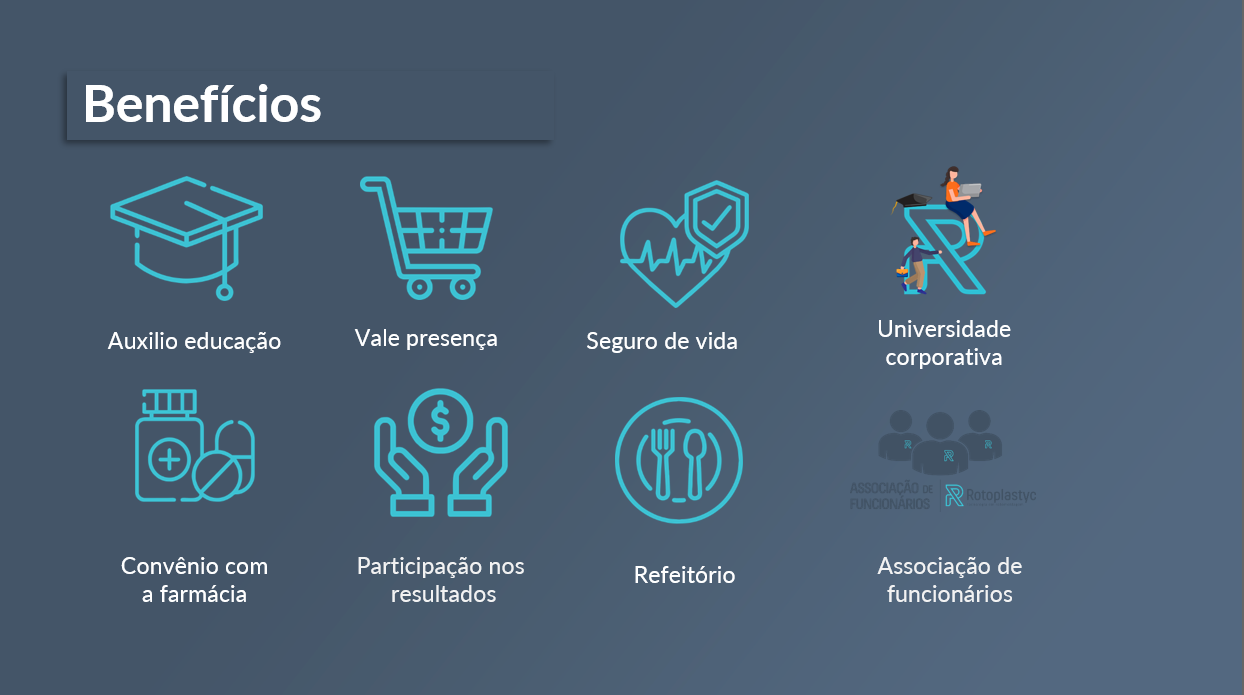 Benefícios
Auxilio educação
Vale presença
Seguro de vida
Universidade
corporativa
ASSOCIAÇÃO DE
FUNCIONÁRIOS
Rotoplastyc
Convênio com
a farmácia
Participação nos
resultados
Refeitório
Associação de
funcionários